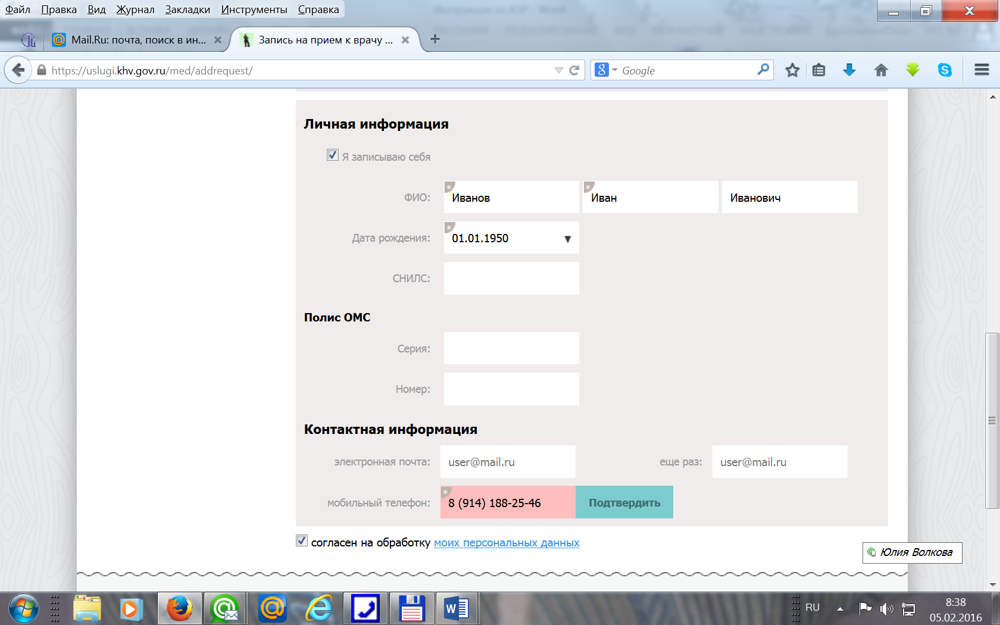 Файл Правка Вид Журнал Закладки Инструменты Справка
Mail.Ru: почта, поиск в ин... Запись на прием к врачу ...
https://uslugi.khv.gov.ru/med/addrequest/ Google
Личная информация
Я записываю себя
ФИО: * Иванов * Иван Иванович
Дата рождения: * 01.01.1950
СНИЛС:
Полис ОМС
Серия:
Номер:
Контактная информация
электронная почта: user@mail.ru еще раз: user@mail.ru
мобильный телефон: * 8 (914) 188-25-46 Подтвердить
согласен на обработку моих персональных данных
Юлия Волкова
RU 8:38
05.02.2016